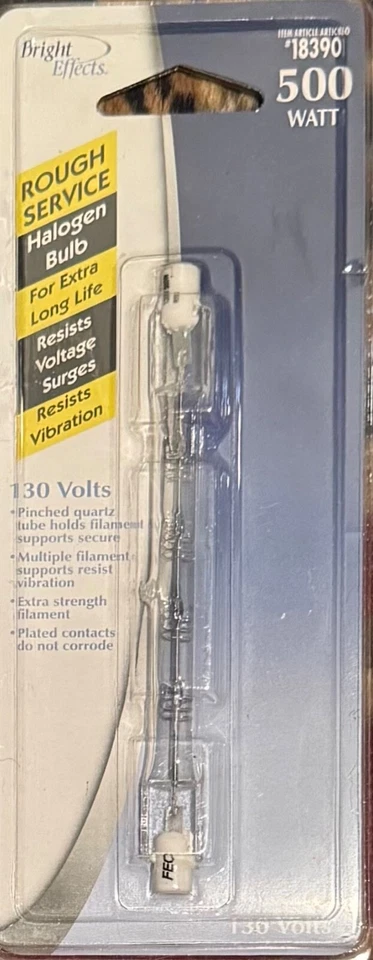 Bright
Effects.
ITEM ARTICLE ARTÍCULO
#18390
500
WATT
ROUGH
SERVICE
Halogen
Bulb
For Extra
Long Life
Resists
Voltage
Surges
Resists
Vibration
130 Volts
•Pinched quartz
tube holds filament
supports secure
•Multiple filament
supports resist
vibration
•Extra strength
filament
•Plated contacts
do not corrode
FEC
130 Volts